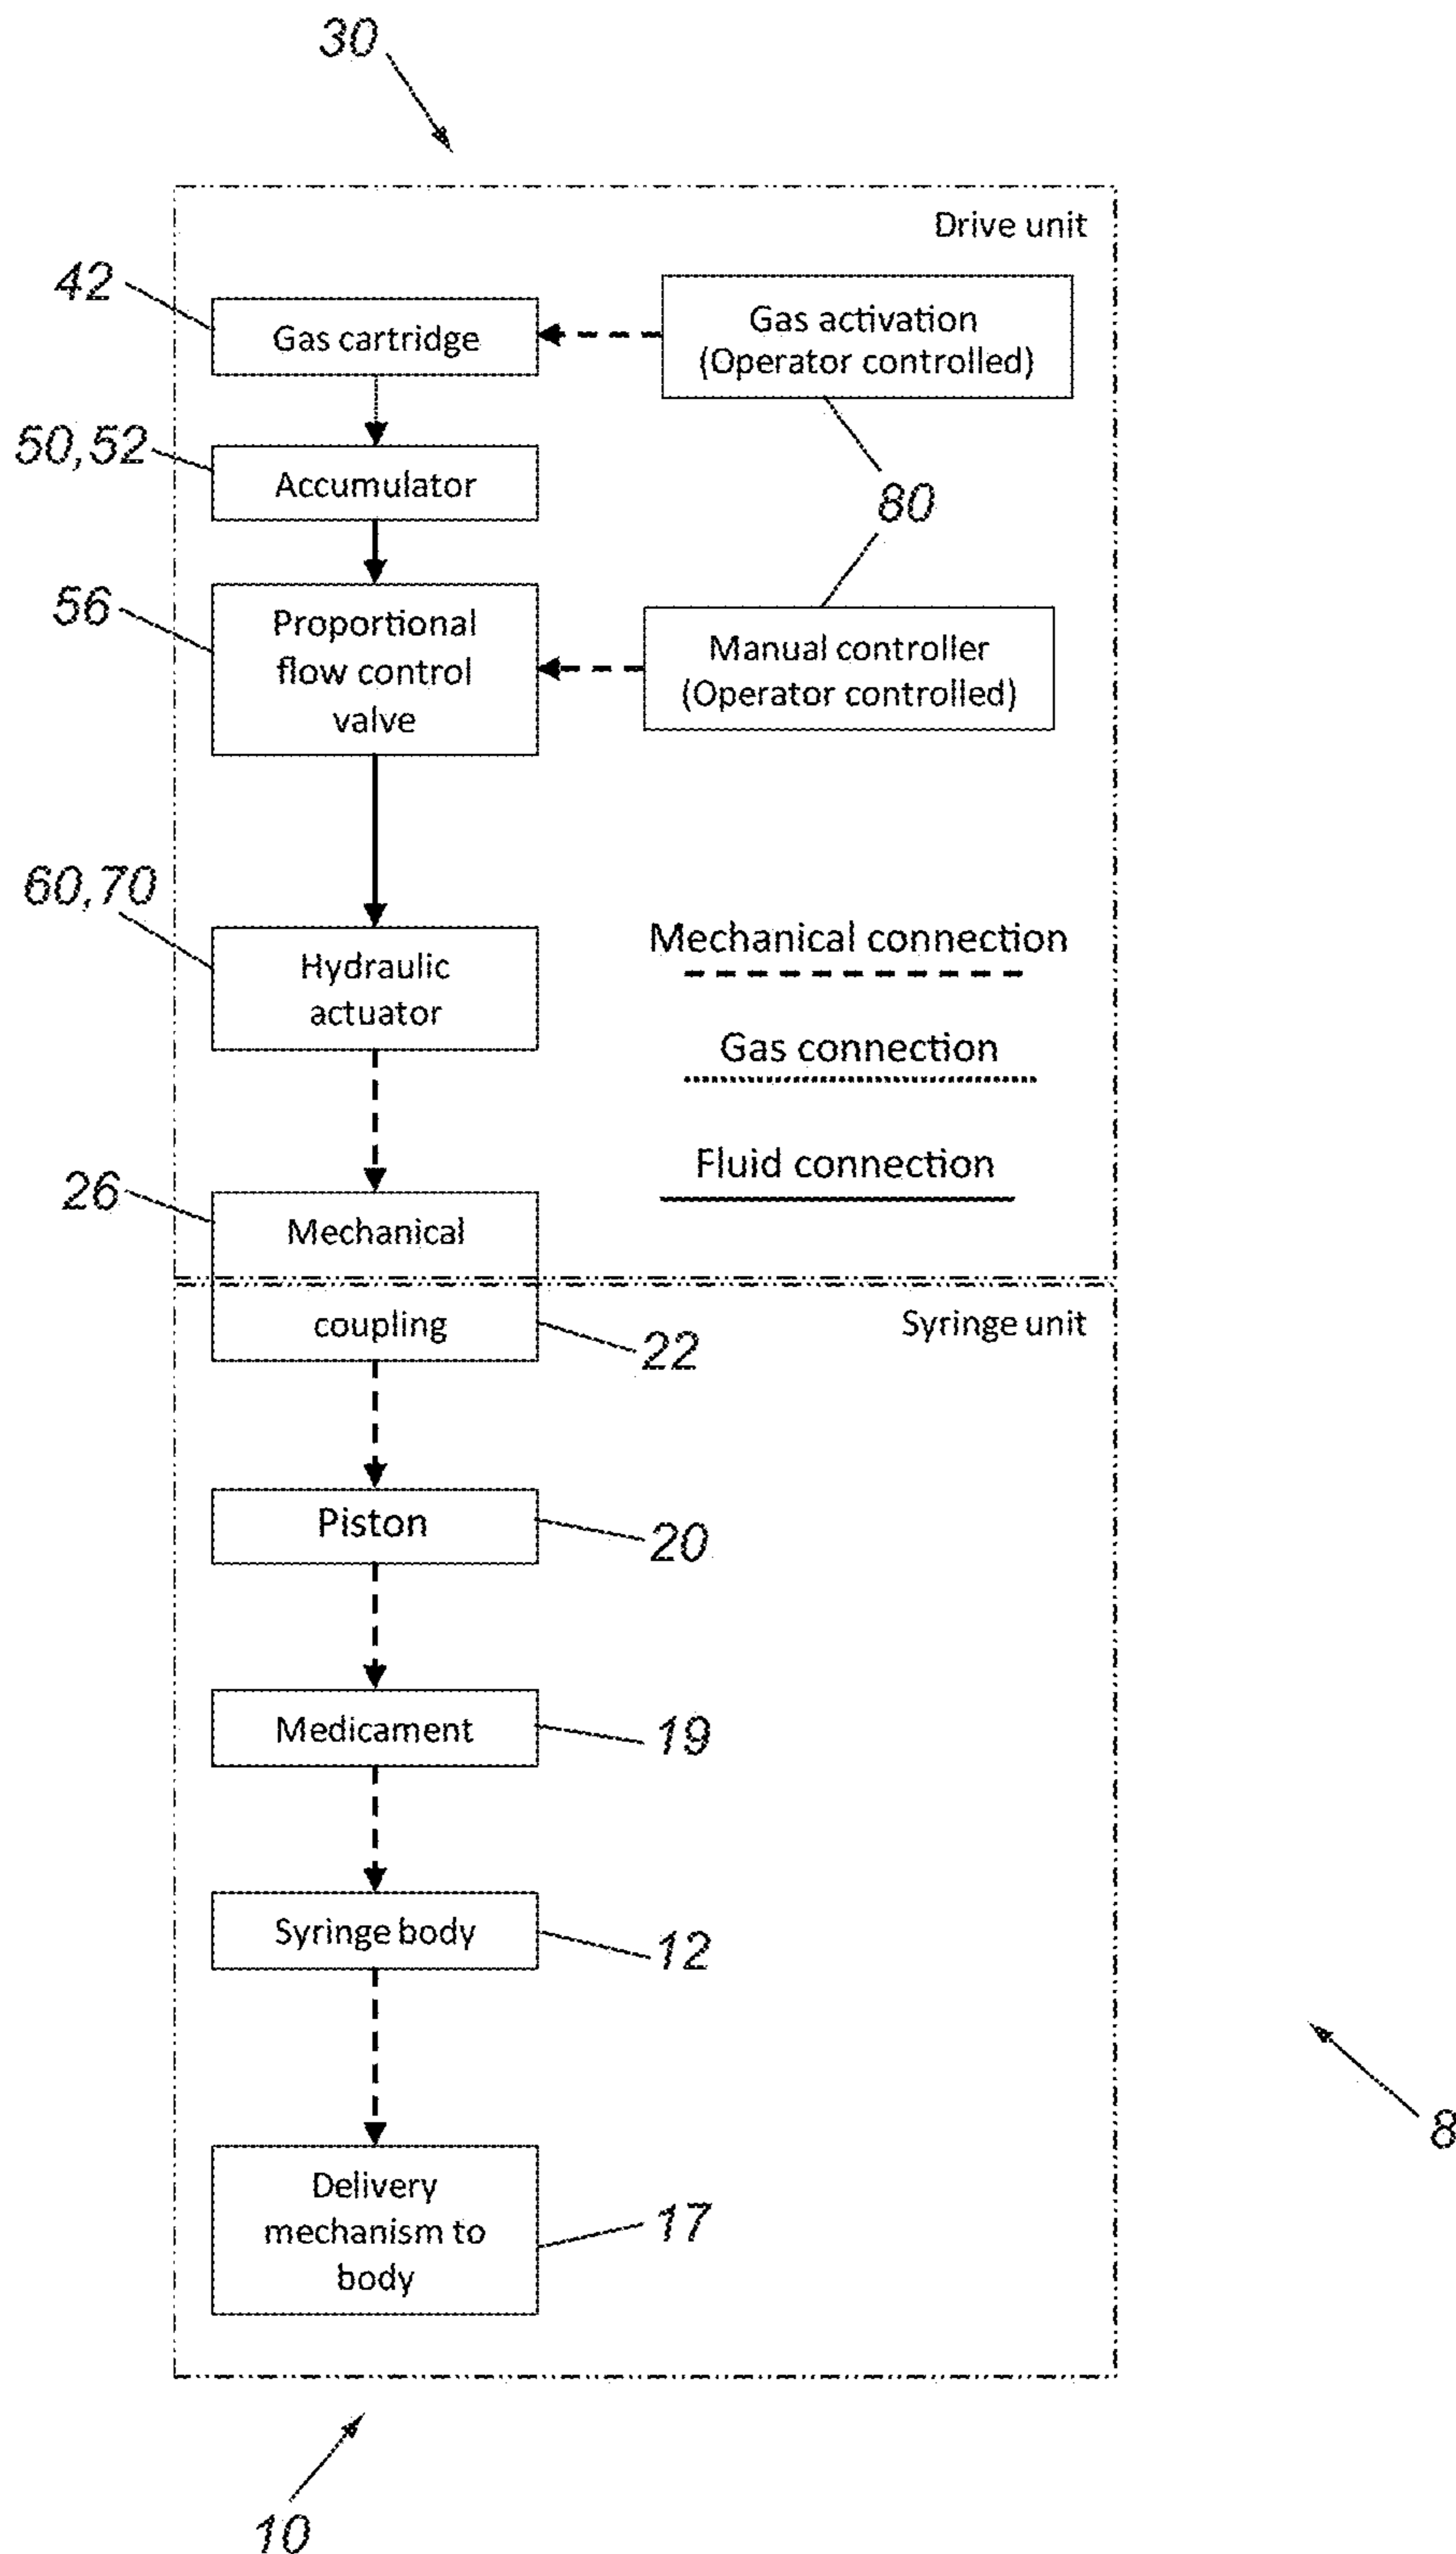 30
Drive unit
42
Gas cartridge
Gas activation
(Operator controlled)
50,52
Accumulator
80
56
Proportional
flow control
valve
Manual controller
(Operator controlled)
60,70
Hydraulic
actuator
Mechanical connection
Gas connection
Fluid connection
26
Mechanical
coupling
22
Syringe unit
Piston
20
Medicament
19
Syringe body
12
8
Delivery
mechanism to
body
17
10